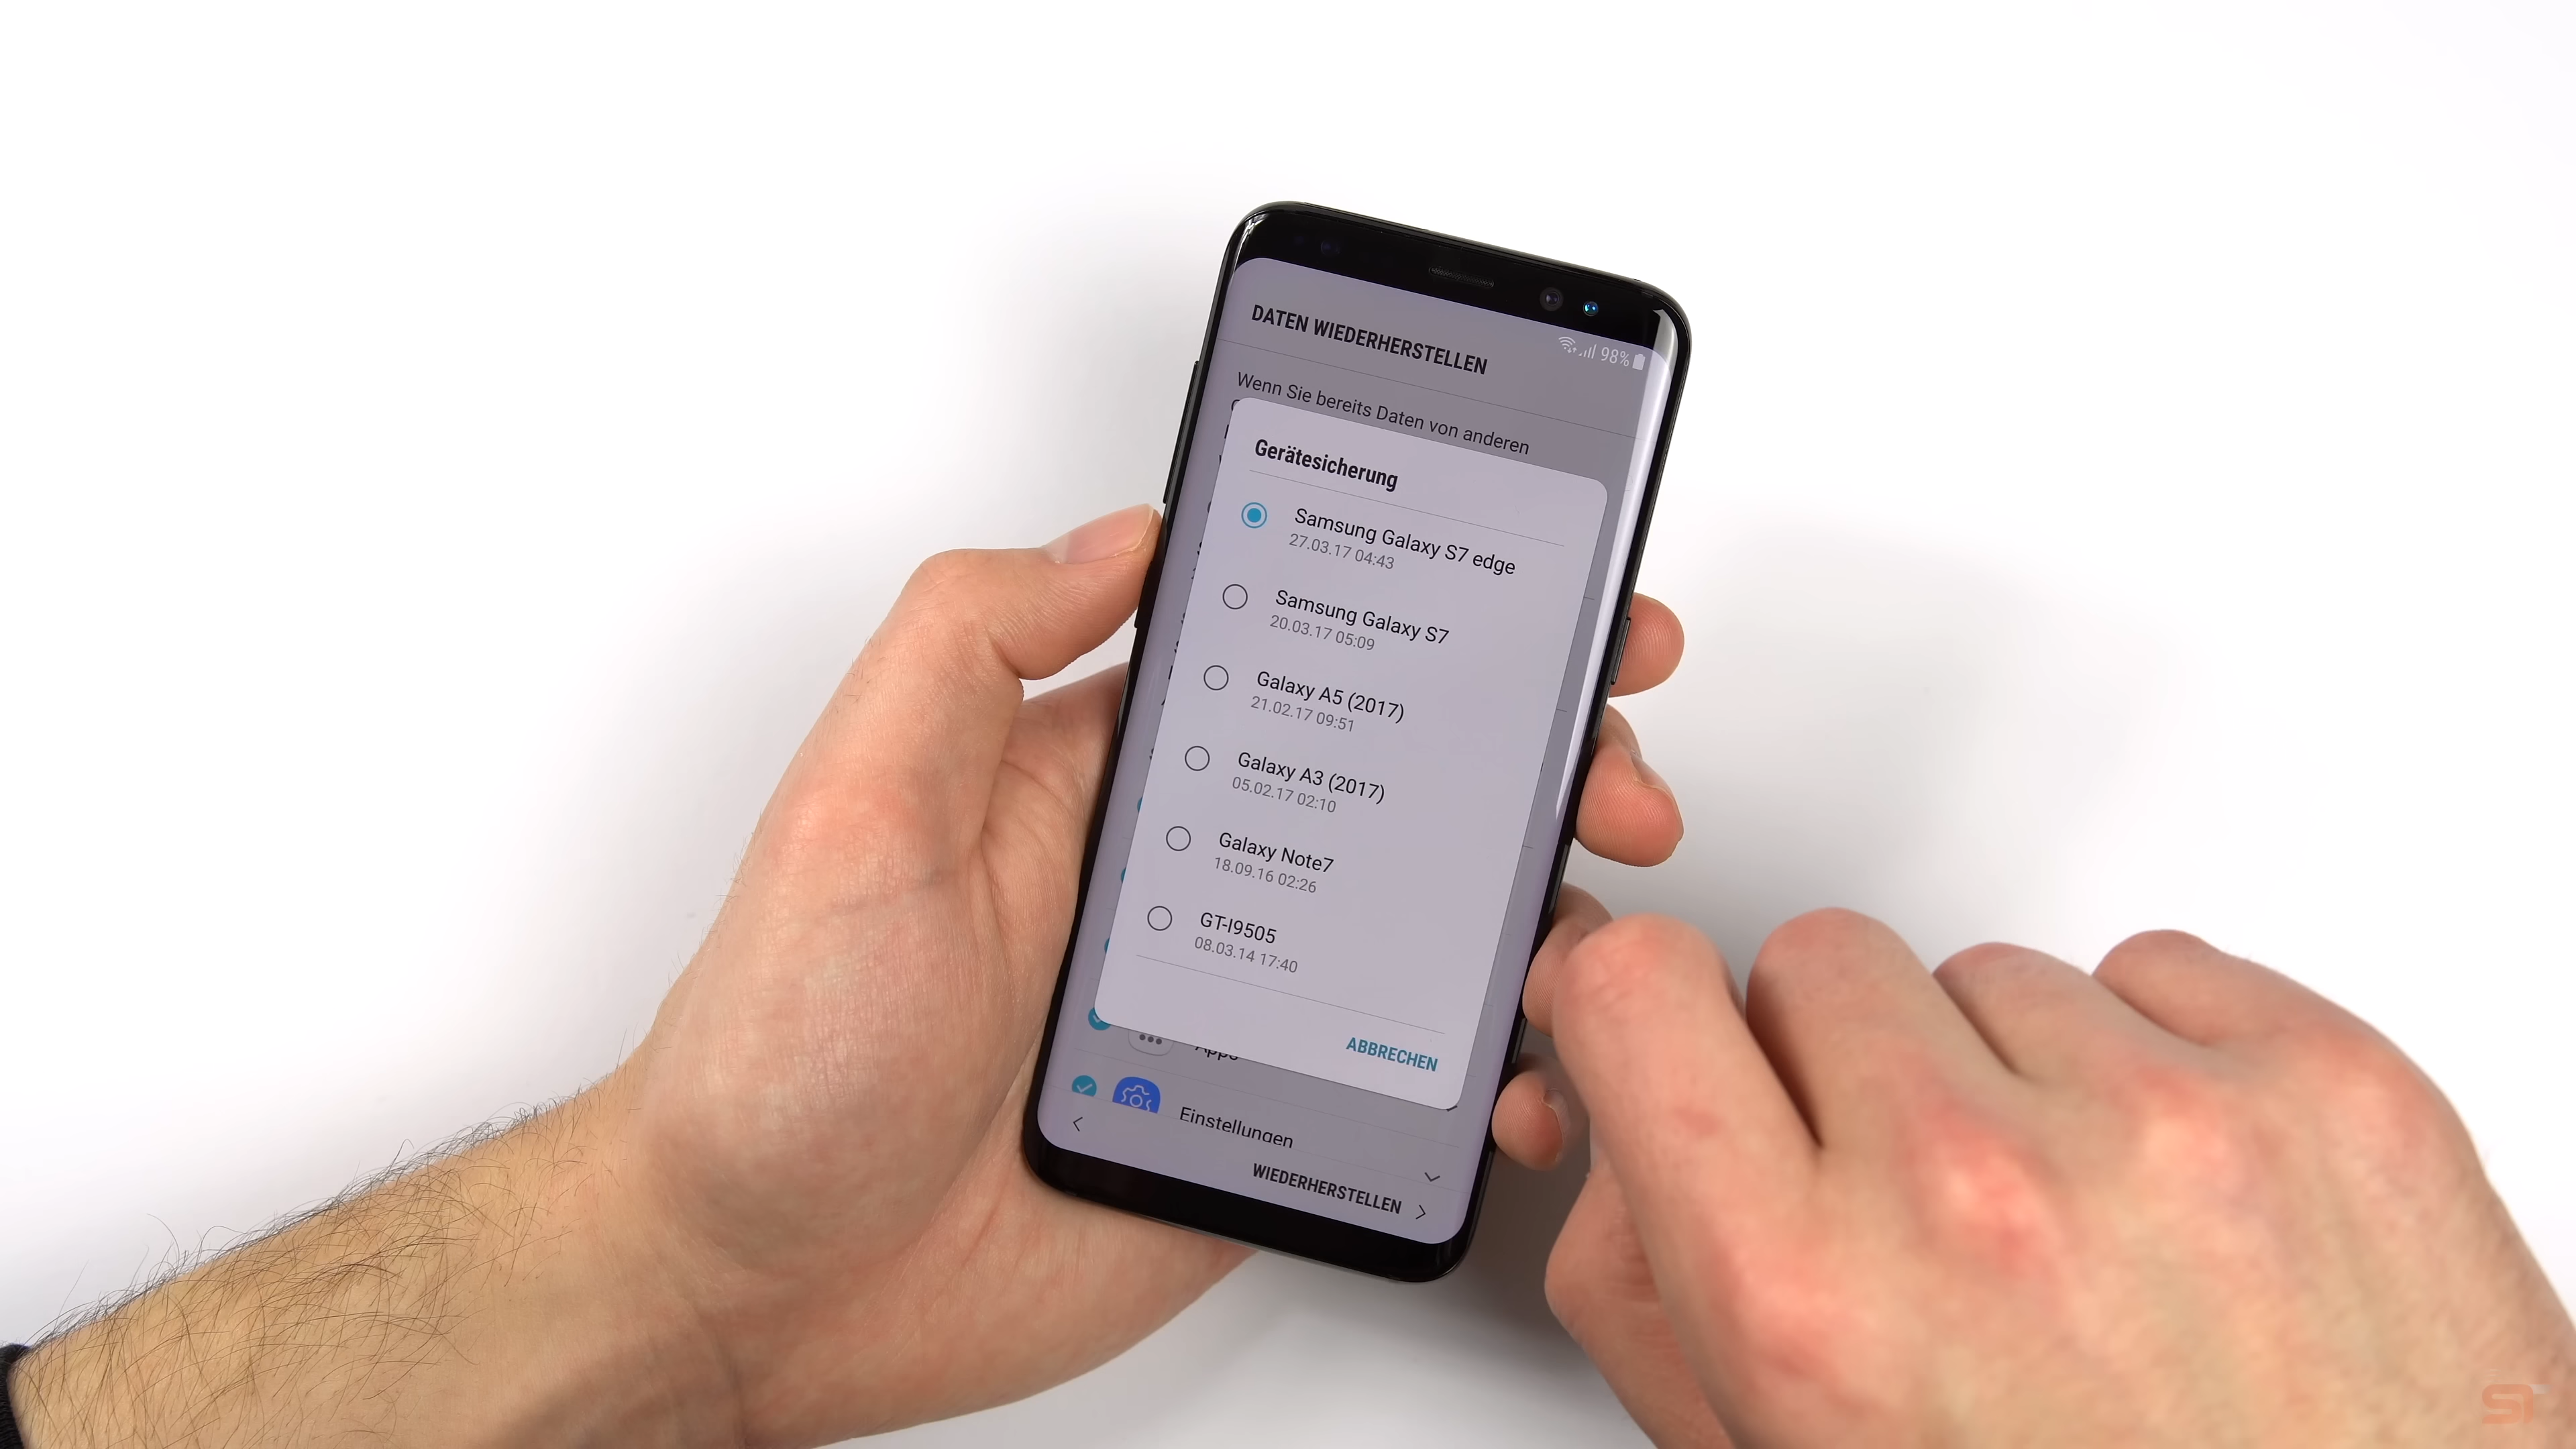 98%
DATEN WIEDERHERSTELLEN
Wenn Sie bereits Daten von anderen
Gerätesicherung
Samsung Galaxy S7 edge
27.03.17 04:43
Samsung Galaxy S7
20.03.17 05:09
Galaxy A5 (2017)
21.02.17 09:51
Galaxy A3 (2017)
05.02.17 02:10
Galaxy Note7
18.09.16 02:26
GT-I9505
08.03.14 17:40
ABBRECHEN
Apps
Einstellungen
WIEDERHERSTELLEN